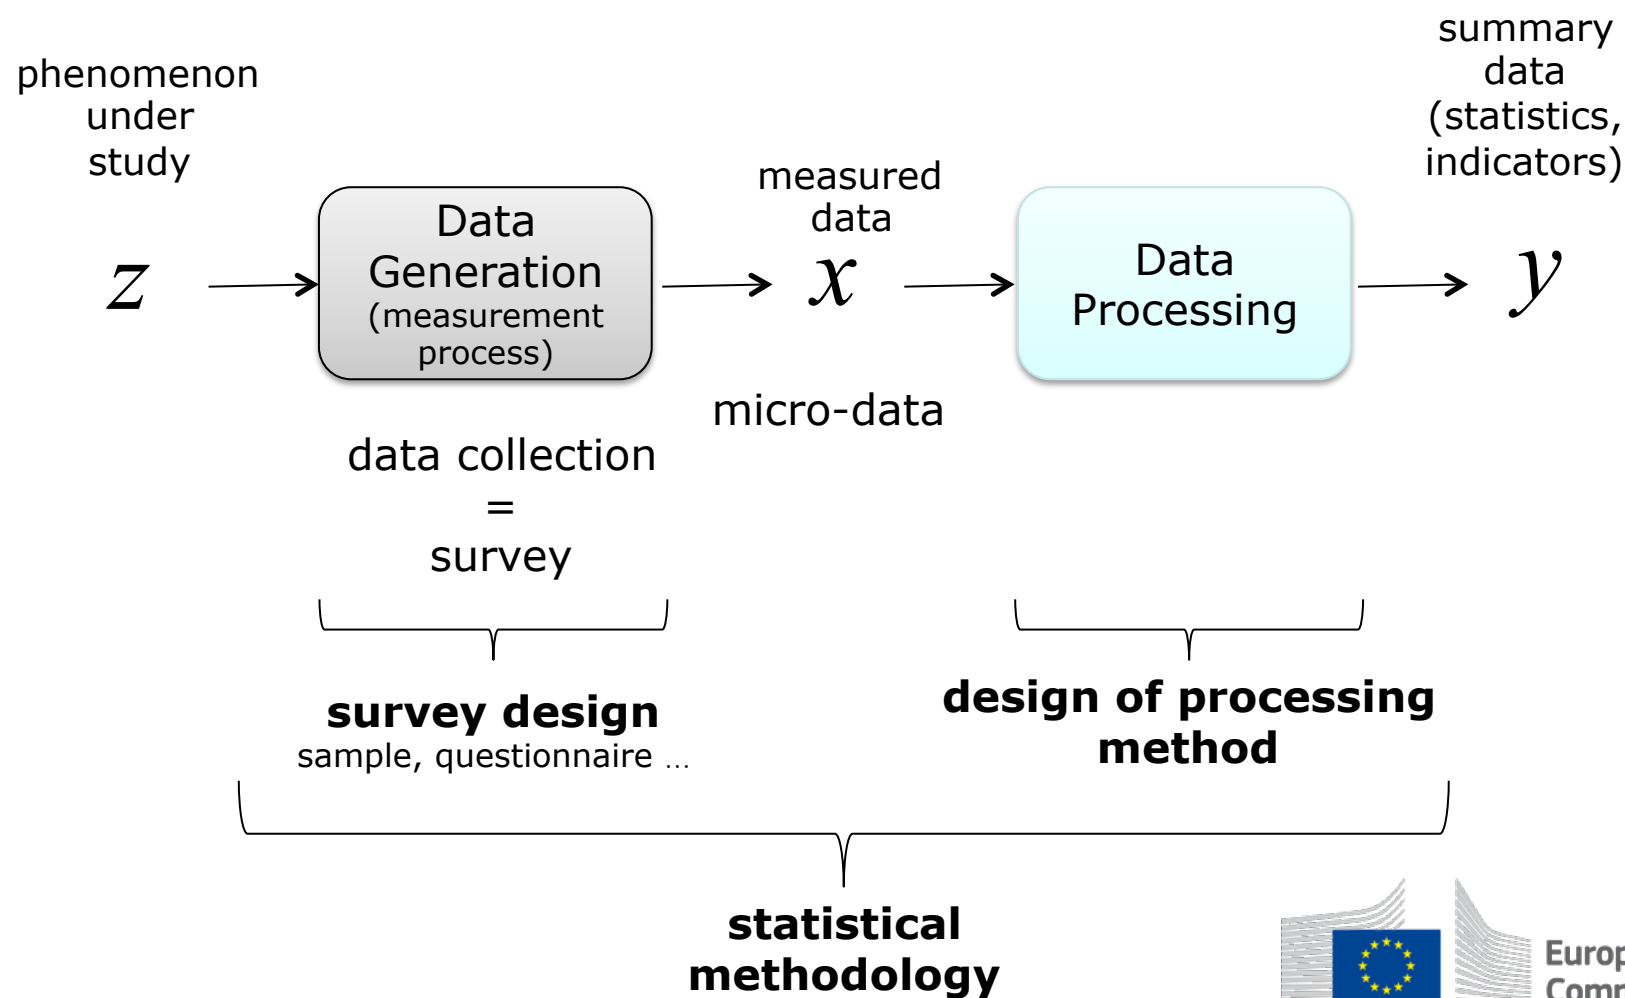 phenomenon
under
study
z
Data
Generation
(measurement
process)
measured
data
x
micro-data
Data
Processing
summary
data
(statistics,
indicators)
y
data collection
=
survey
survey design
sample, questionnaire ...
design of processing
method
statistical
methodology